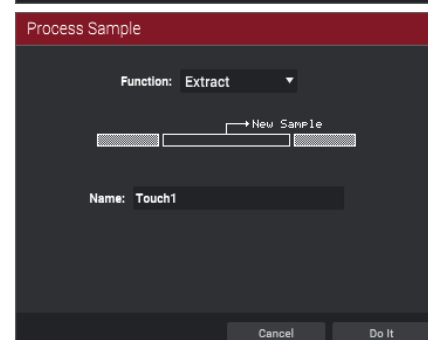 Process Sample
Function: Extract
New Sample
Name: Touch1
Cancel Do It